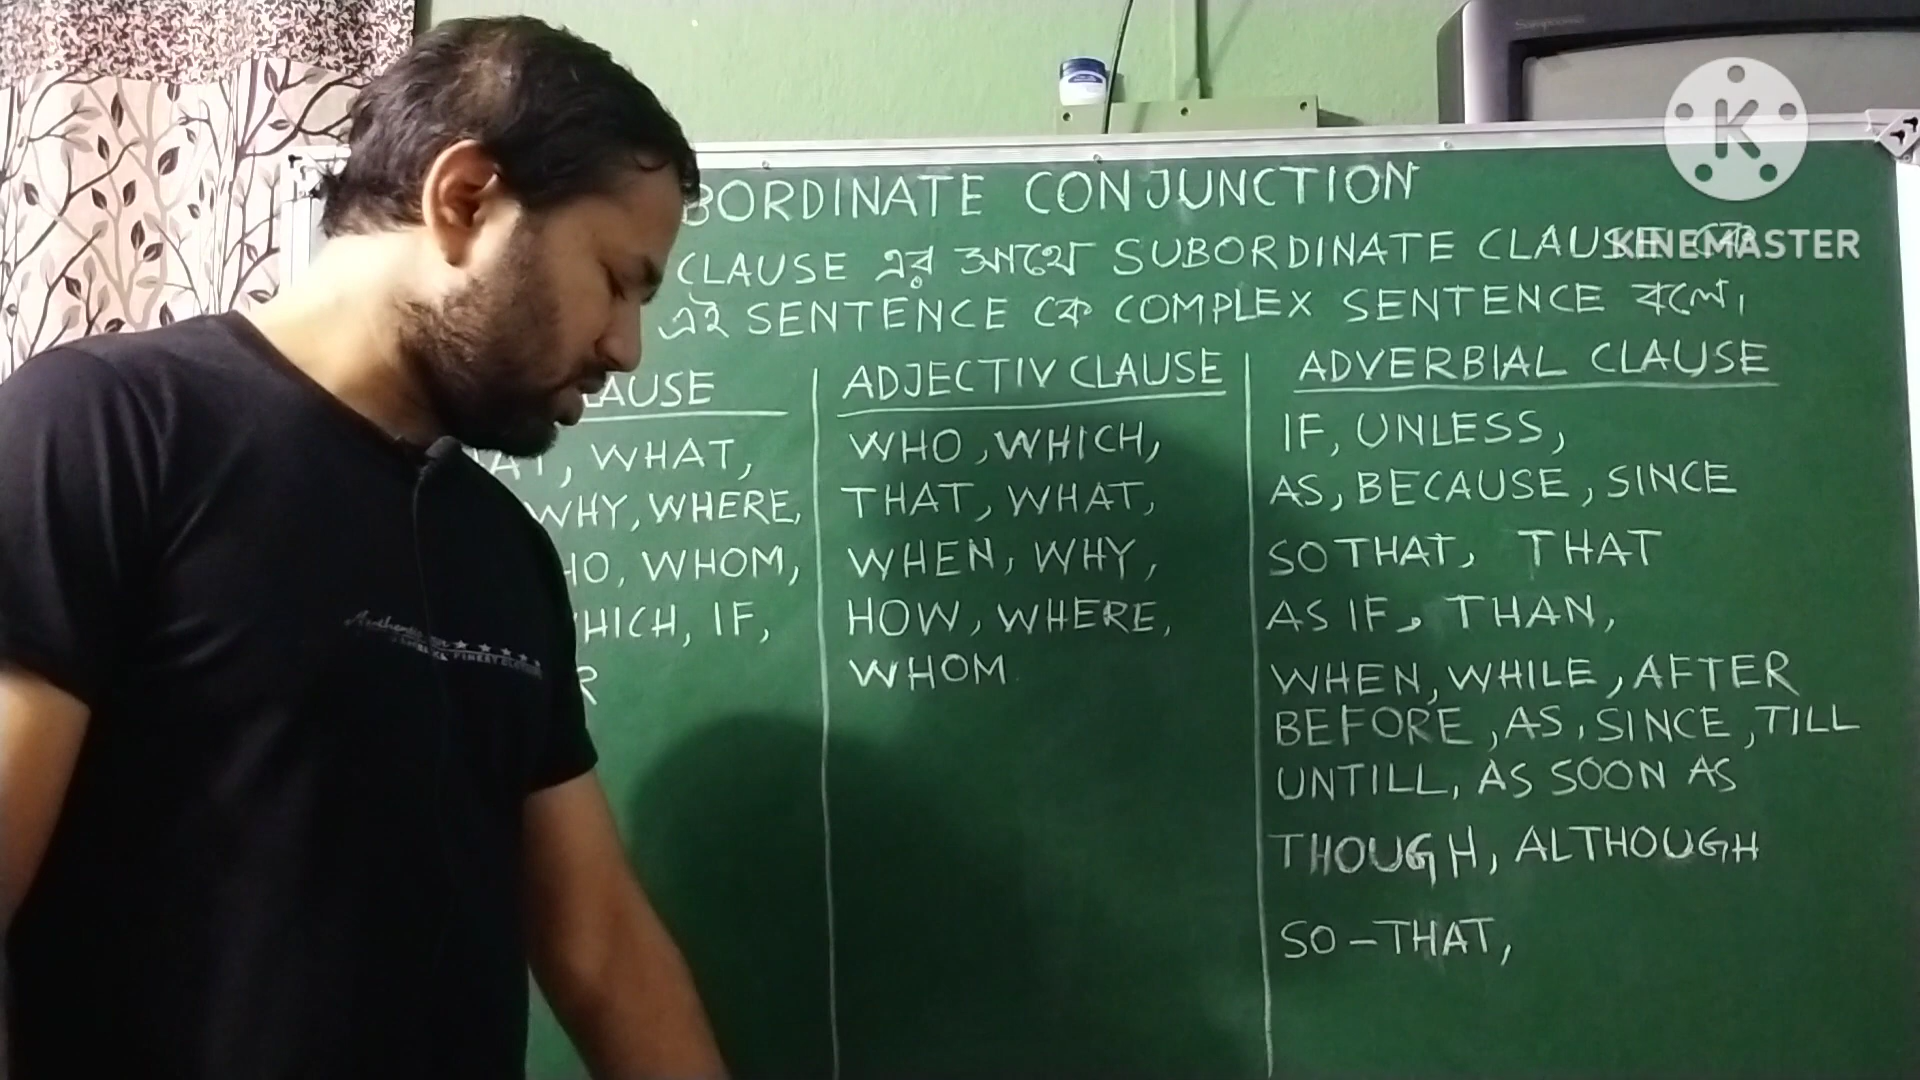 BORDINATE CONJUNCTION
CLAUSE এর সাথে SUBORDINATE CLAUSE কে
এই SENTENCE কে COMPLEX SENTENCE বলে।
KINEMASTER
LAUSE
AT, WHAT,
WHY, WHERE,
HO, WHOM,
HICH, IF,
R
ADJECTIV CLAUSE
WHO, WHICH,
THAT, WHAT,
WHEN, WHY,
HOW, WHERE,
WHOM
ADVERBIAL CLAUSE
IF, UNLESS,
AS, BECAUSE, SINCE
SO THAT, THAT
AS IF, THAN,
WHEN, WHILE, AFTER
BEFORE, AS, SINCE, TILL
UNTILL, AS SOON AS
THOUGH, ALTHOUGH
SO - THAT,
Authentic